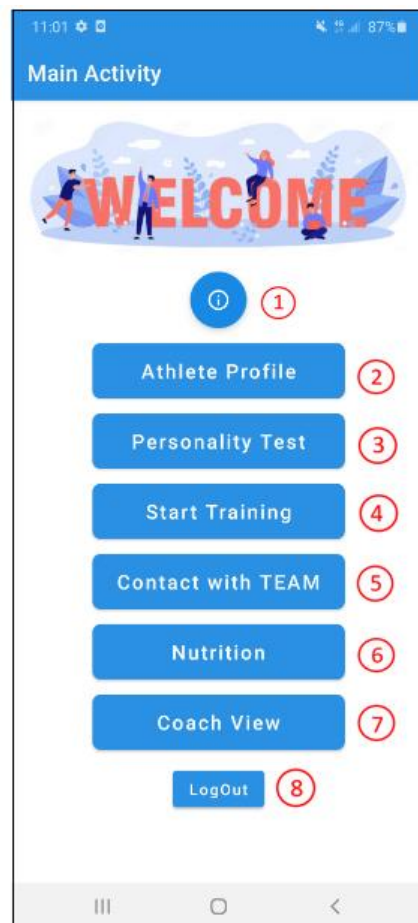 11:01 87%
Main Activity
WELCOME
1
Athlete Profile 2
Personality Test 3
Start Training 4
Contact with TEAM 5
Nutrition 6
Coach View 7
LogOut 8